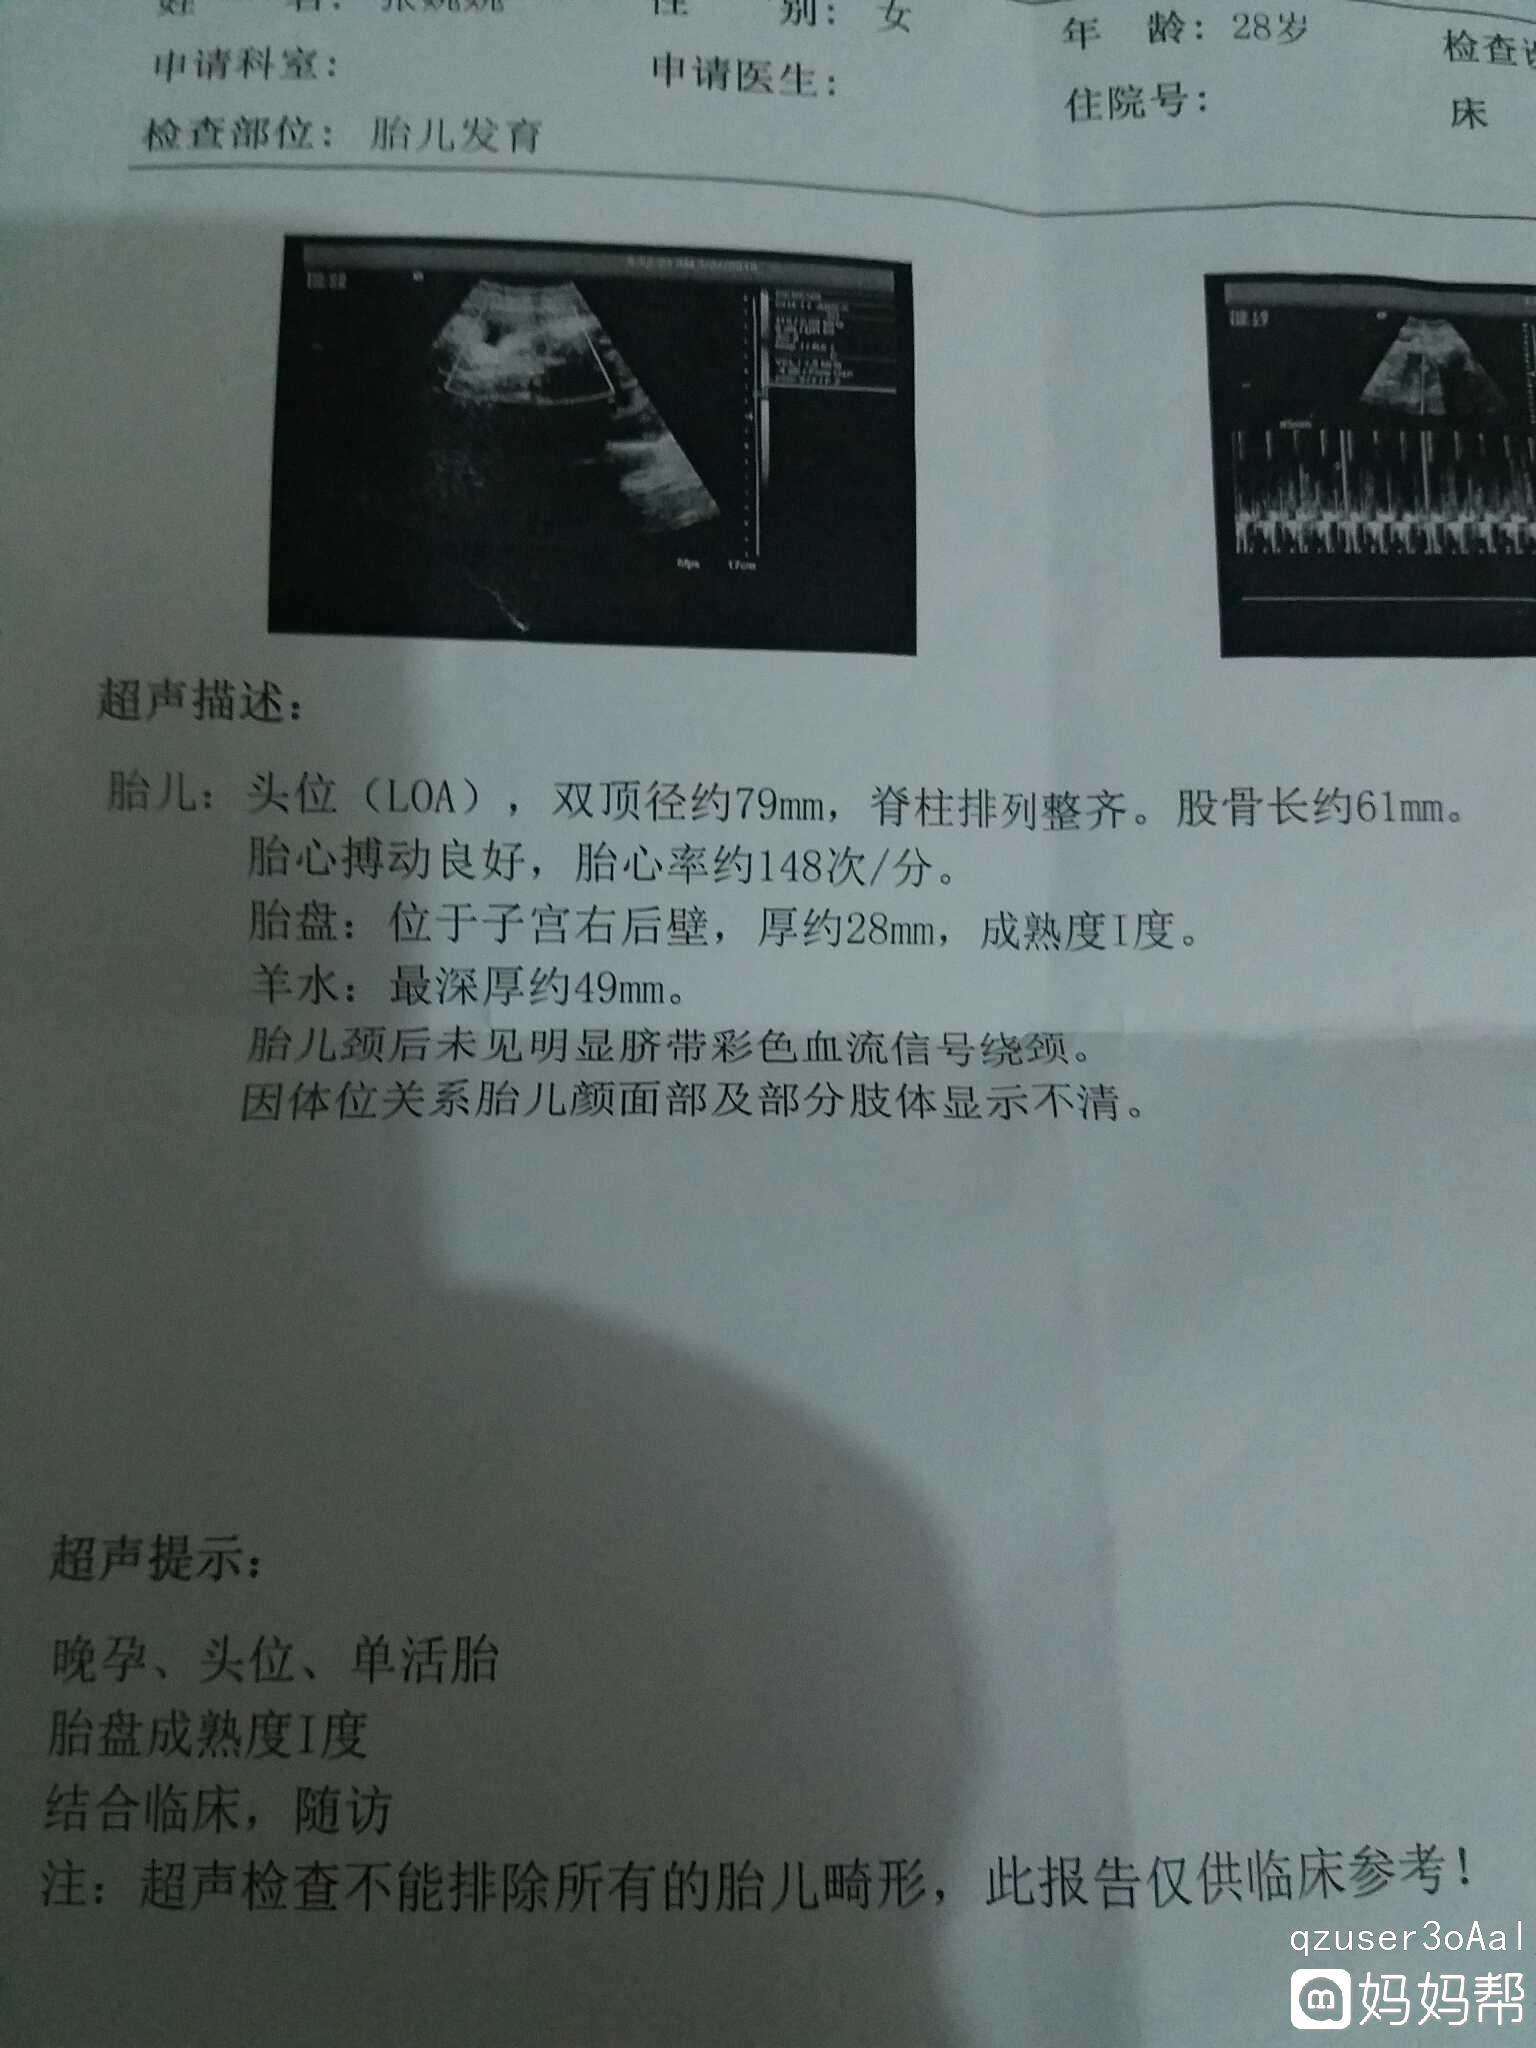 姓 名： 性 别：女 年 龄：28岁 检查
申请科室： 申请医生： 住院号： 床
检查部位：胎儿发育
17cm
超声描述：
胎儿：头位（LOA），双顶径约79mm，脊柱排列整齐。股骨长约61mm。
胎心搏动良好，胎心率约148次/分。
胎盘：位于子宫右后壁，厚约28mm，成熟度I度。
羊水：最深厚约49mm。
胎儿颈后未见明显脐带彩色血流信号绕颈。
因体位关系胎儿颜面部及部分肢体显示不清。
超声提示：
晚孕、头位、单活胎
胎盘成熟度I度
结合临床，随访
注：超声检查不能排除所有的胎儿畸形，此报告仅供临床参考！
qzuser3oAal
妈妈帮